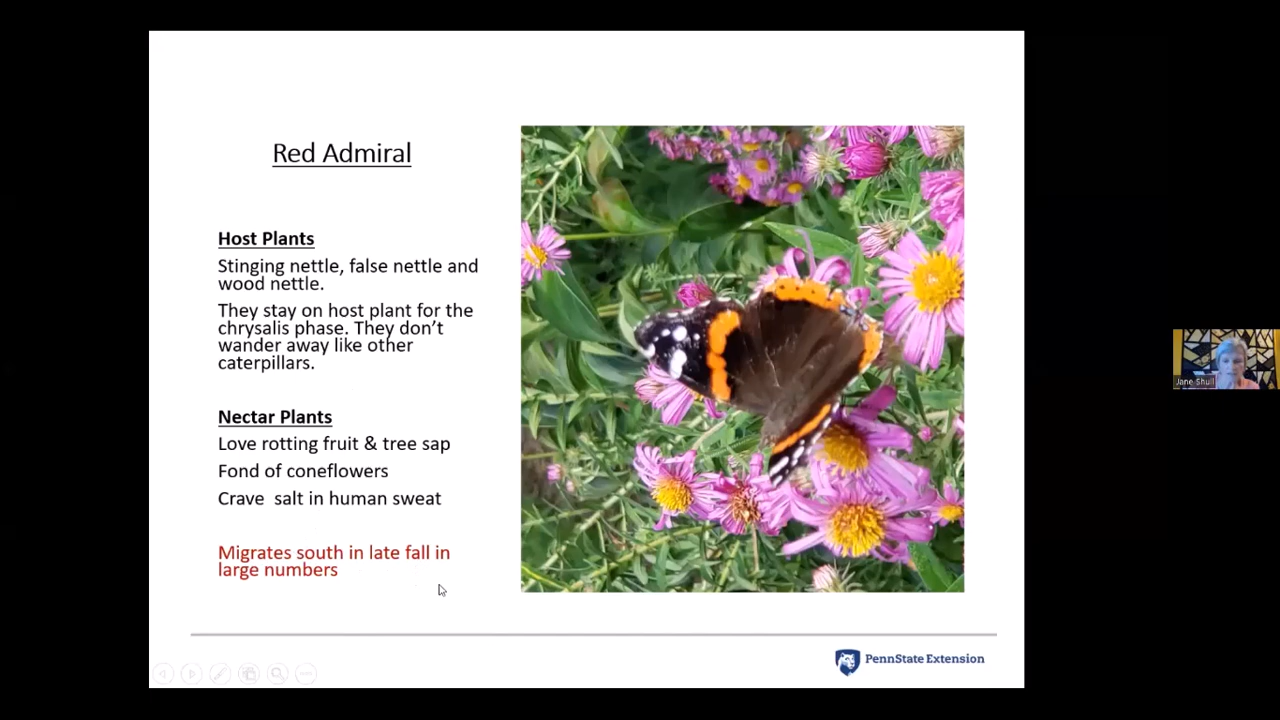 Red Admiral
Host Plants
Stinging nettle, false nettle and
wood nettle.
They stay on host plant for the
chrysalis phase. They don’t
wander away like other
caterpillars.
Nectar Plants
Love rotting fruit & tree sap
Fond of coneflowers
Crave  salt in human sweat
Migrates south in late fall in
large numbers
PennState Extension
Jane Shull